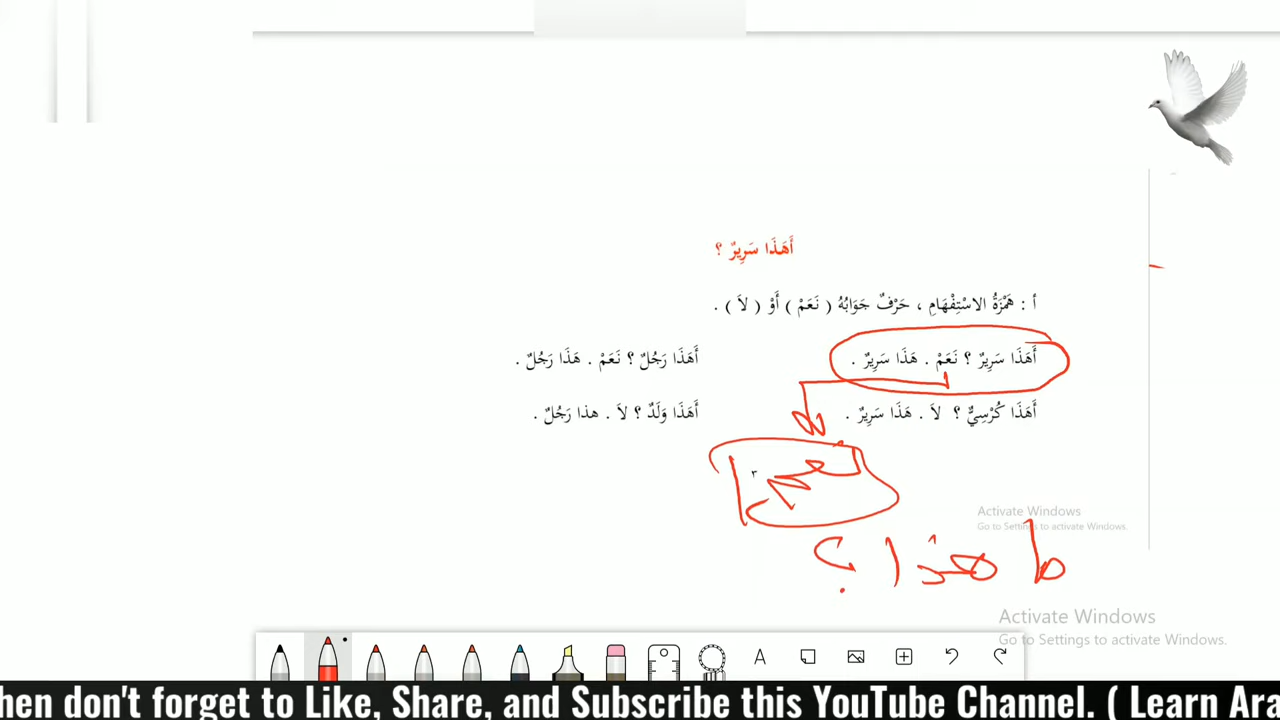 أَهَذَا سَرِيرٌ ؟
أ : هَمْزَةُ الاسْتِفْهَامِ ، حَرْفٌ جَوَابُهُ ( نَعَمْ ) أَوْ ( لاَ ) .
أَهَذَا سَرِيرٌ ؟ نَعَمْ . هَذَا سَرِيرٌ .
أَهَذَا رَجُلٌ ؟ نَعَمْ . هَذَا رَجُلٌ .
أَهَذَا كُرْسِيٌّ ؟ لاَ . هَذَا سَرِيرٌ .
أَهَذَا وَلَدٌ ؟ لاَ . هذا رَجُلٌ .
٣
Activate Windows
Go to Settings to activate Windows.
ما هذا ؟
Activate Windows
Go to Settings to activate Windows.
A
hen don't forget to Like, Share, and Subscribe this YouTube Channel. ( Learn Ara